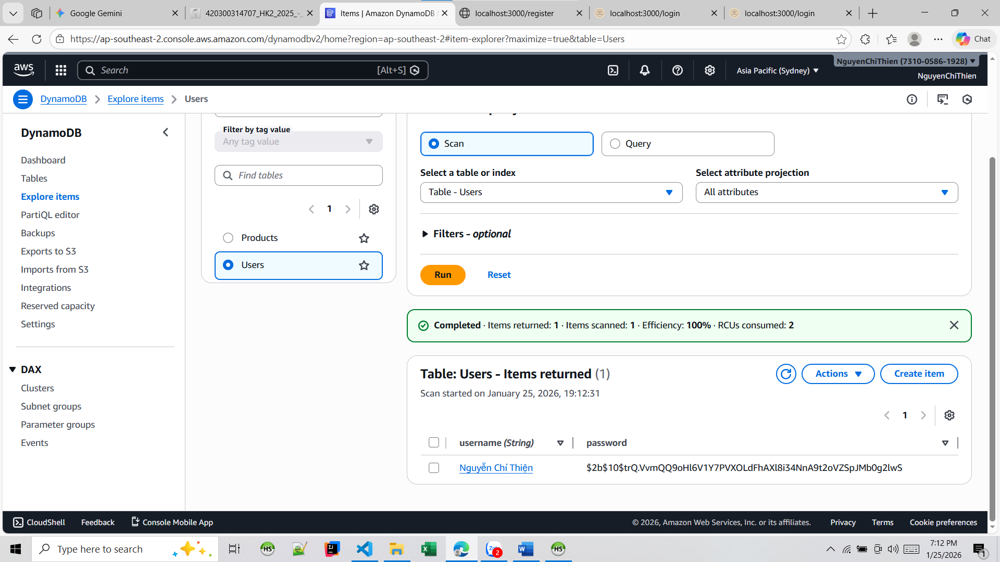 Google Gemini
420300314707_HK2_2025_-_
Items | Amazon DynamoDB
localhost:3000/register
localhost:3000/login
localhost:3000/login
https://ap-southeast-2.console.aws.amazon.com/dynamodbv2/home?region=ap-southeast-2#item-explorer?maximize=true&table=Users
Chat
aws
Search
[Alt+S]
Asia Pacific (Sydney)
NguyenChiThien (7310-0586-1928)
NguyenChiThien
DynamoDB
Explore items
Users
DynamoDB
Dashboard
Tables
Explore items
PartiQL editor
Backups
Exports to S3
Imports from S3
Integrations
Reserved capacity
Settings
DAX
Clusters
Subnet groups
Parameter groups
Events
Filter by tag value
Any tag value
Find tables
1
Products
Users
Scan
Query
Select a table or index
Select attribute projection
Table - Users
All attributes
Filters - optional
Run
Reset
Completed · Items returned: 1 · Items scanned: 1 · Efficiency: 100% · RCUs consumed: 2
Table: Users - Items returned (1)
Actions
Create item
Scan started on January 25, 2026, 19:12:31
1
username (String)
password
Nguyễn Chí Thiện
$2b$10$trQ.VvmQQ9oHl6V1Y7PVXOLdFhAXl8i34NnA9t2oVZSpJMb0g2lwS
CloudShell
Feedback
Console Mobile App
© 2026, Amazon Web Services, Inc. or its affiliates.
Privacy
Terms
Cookie preferences
Type here to search
HS
2
HS
7:12 PM
1/25/2026
1